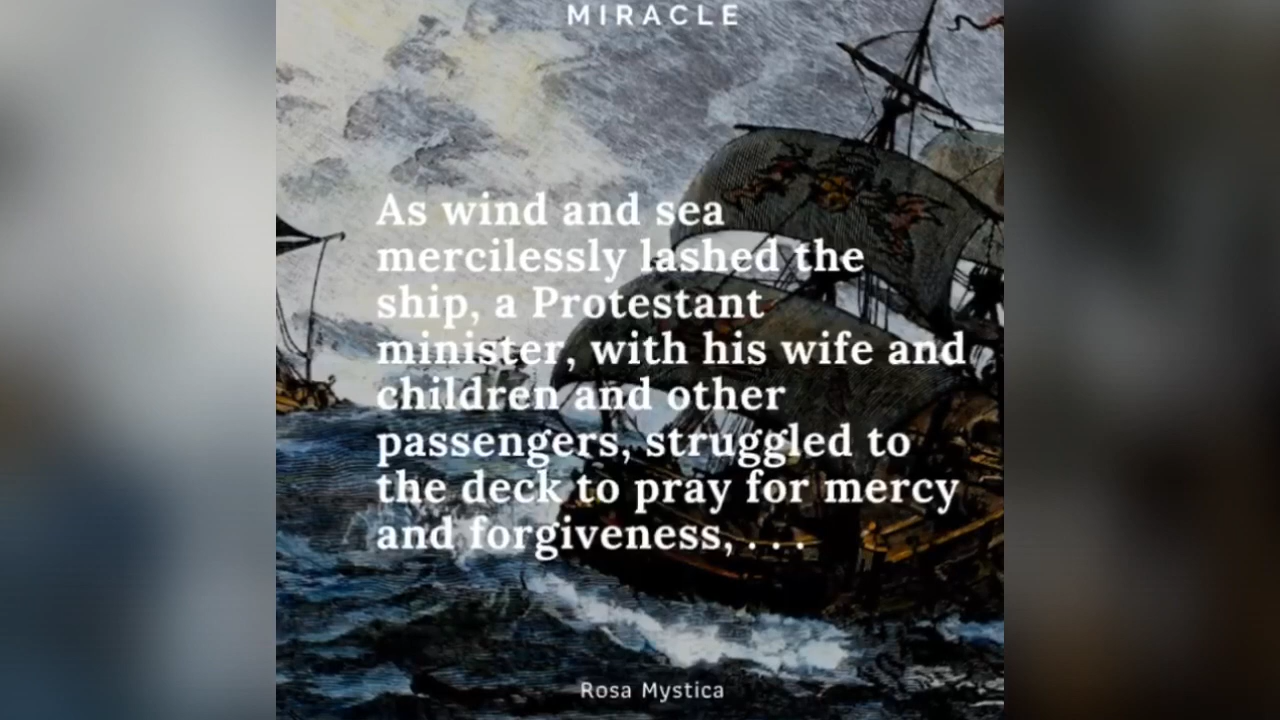 MIRACLE
As wind and sea
mercilessly lashed the
ship, a Protestant
minister, with his wife and
children and other
passengers, struggled to
the deck to pray for mercy
and forgiveness, . . .
Rosa Mystica